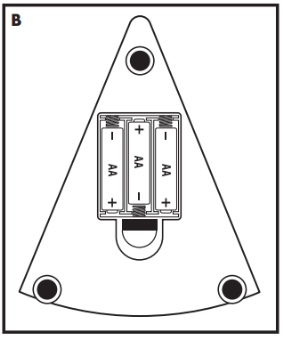 B
− + −
AA AA AA
+ − +